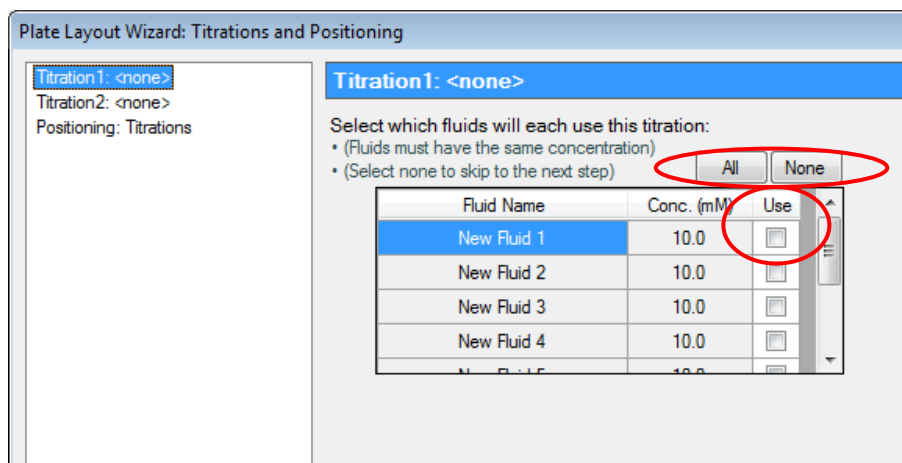 Plate Layout Wizard: Titrations and Positioning
Titration1: <none>
Titration2: <none>
Positioning: Titrations
Titration1: <none>
Select which fluids will each use this titration:
• (Fluids must have the same concentration)
• (Select none to skip to the next step)
All None
Fluid Name Conc. (mM) Use
New Fluid 1 10.0
New Fluid 2 10.0
New Fluid 3 10.0
New Fluid 4 10.0